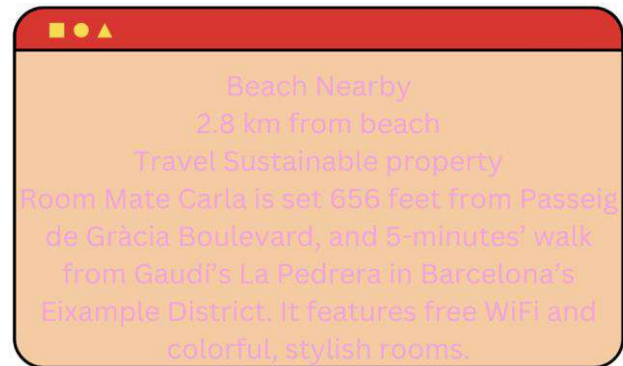 Beach Nearby
2.8 km from beach
Travel Sustainable property
Room Mate Carla is set 656 feet from Passeig
de Gràcia Boulevard, and 5-minutes’ walk
from Gaudí’s La Pedrera in Barcelona’s
Eixample District. It features free WiFi and
colorful, stylish rooms.